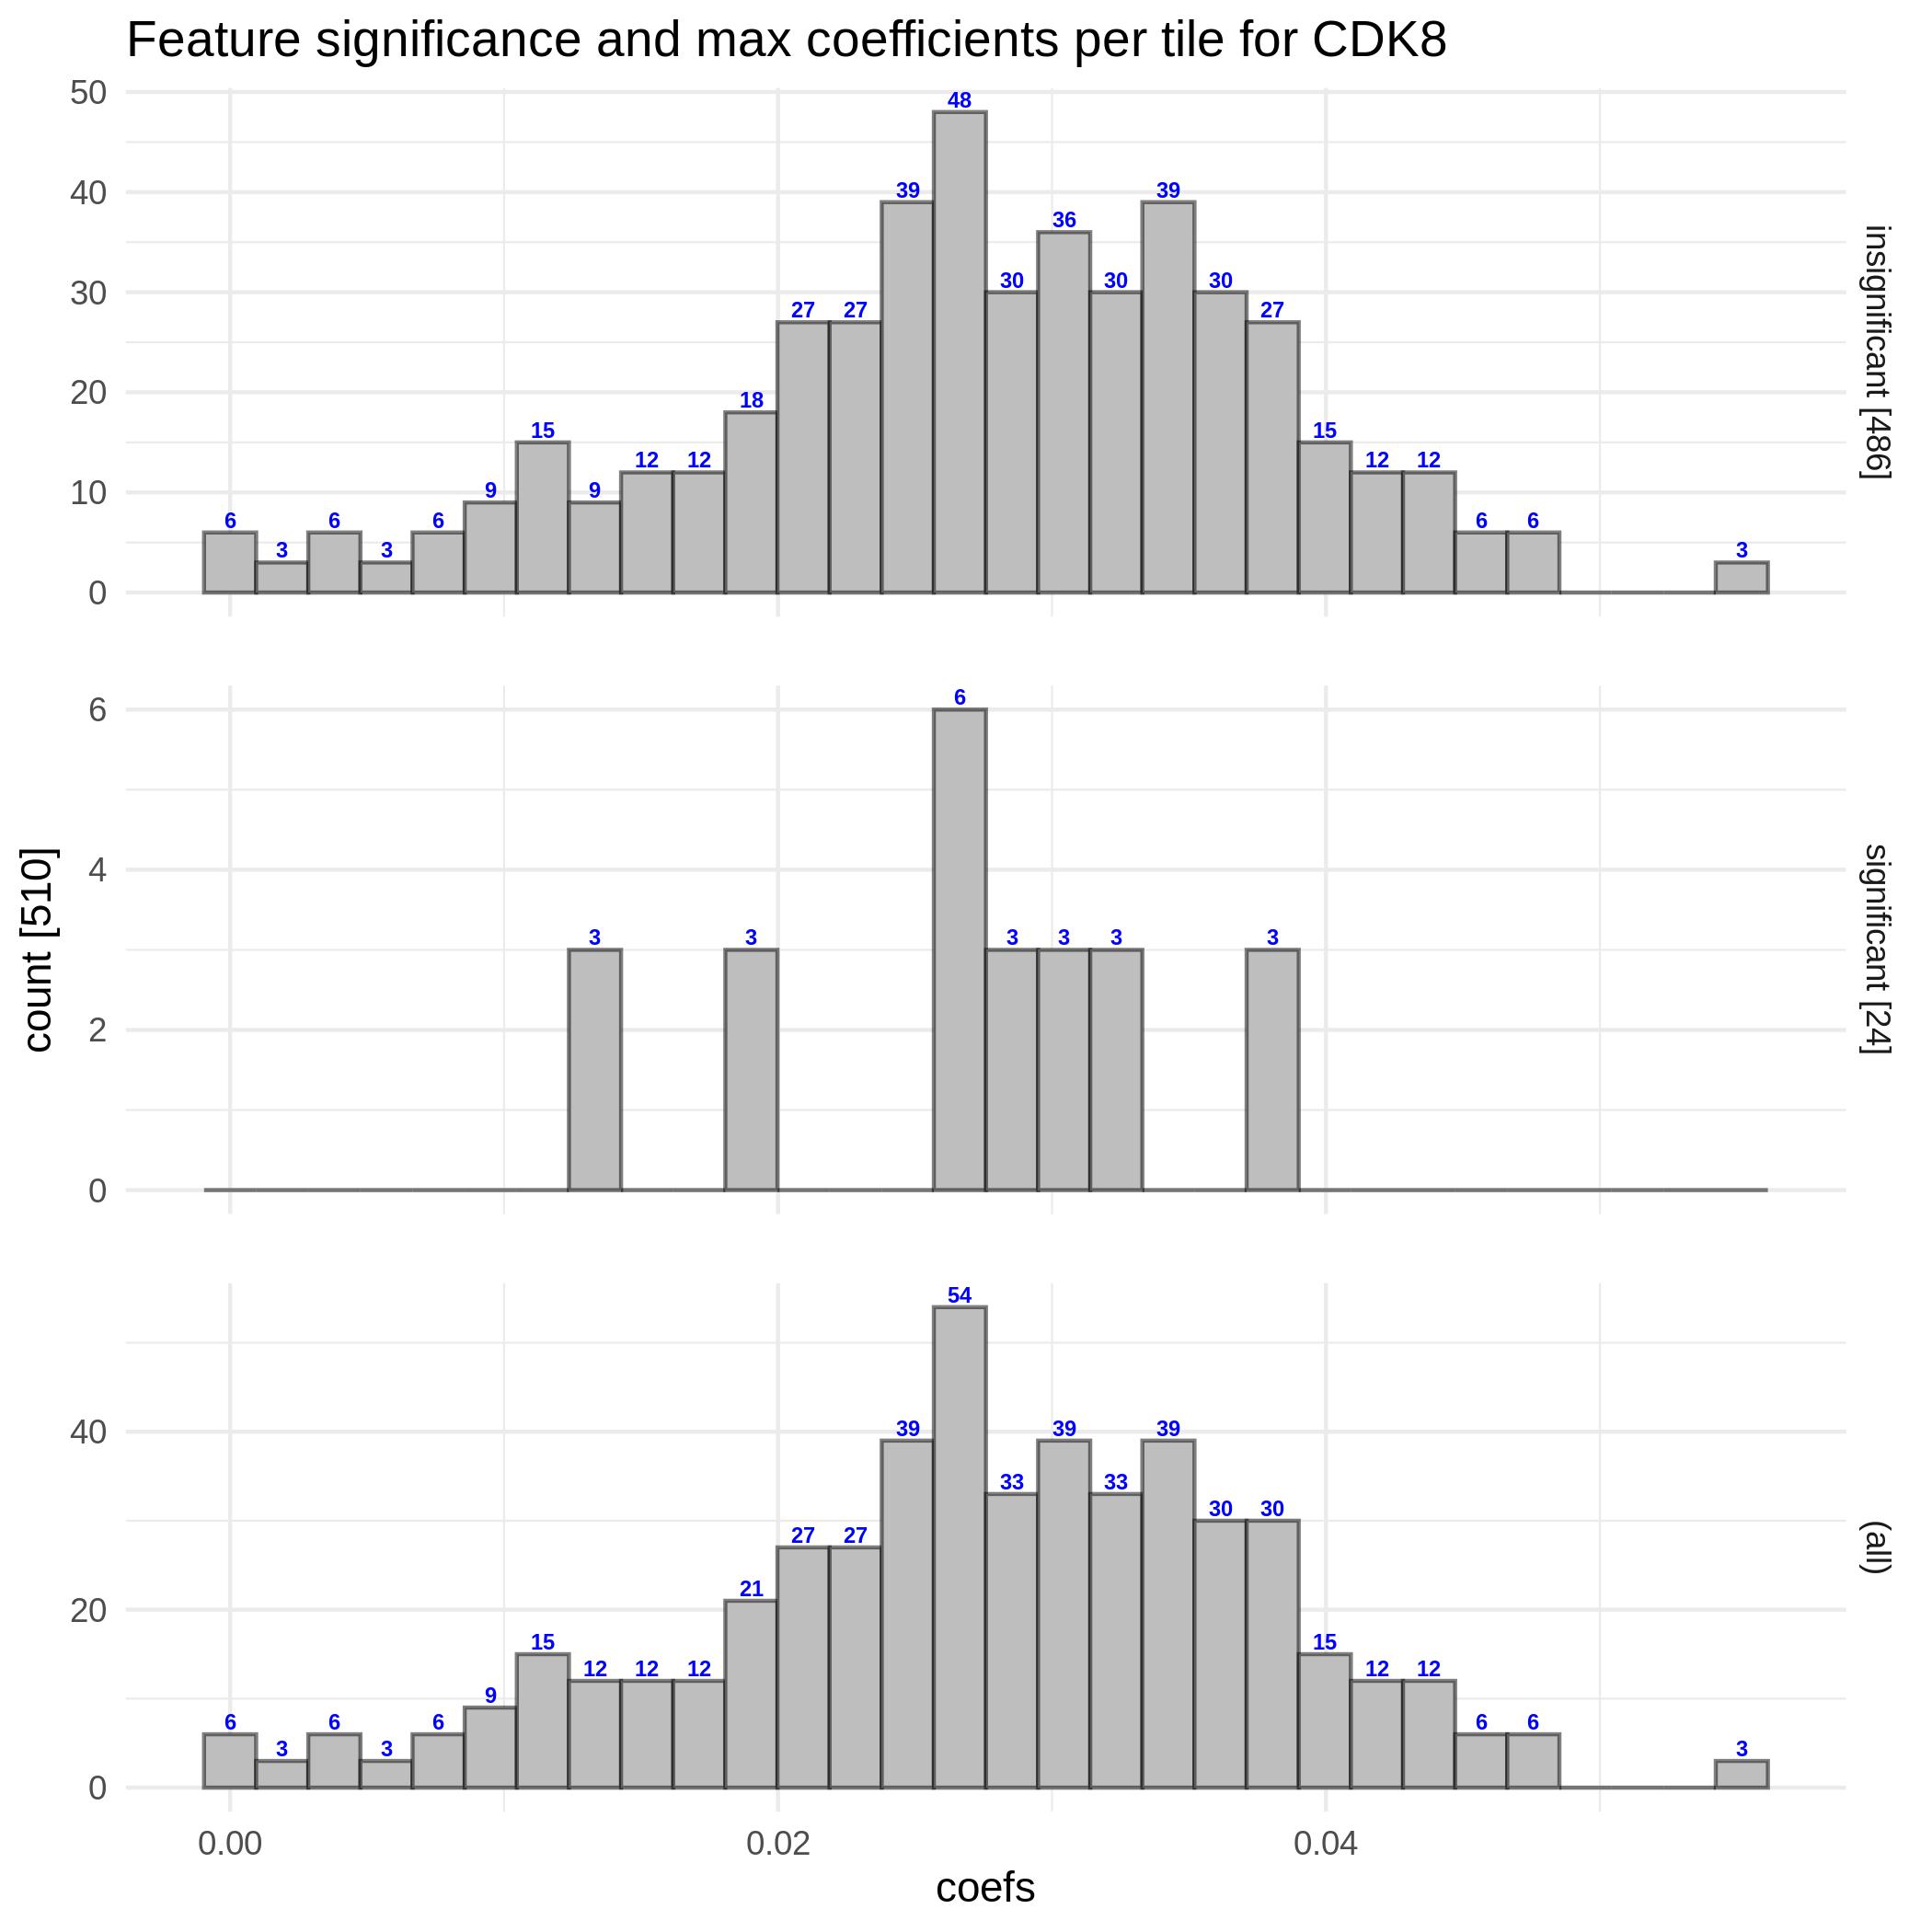 Feature significance and max coefficients per tile for CDK8
50
40
30
20
10
0
6 3 6 3 6 9 15 9 12 12 18 27 27 39 48 30 36 30 39 30 27 15 12 12 6 6 3
insignificant [486]
count [510]
6
4
2
0
3 3 6 3 3 3 3
significant [24]
40
20
0
6 3 6 3 6 9 15 12 12 12 21 27 27 39 54 33 39 33 39 30 30 15 12 12 6 6 3
(all)
0.00 0.02 0.04
coefs